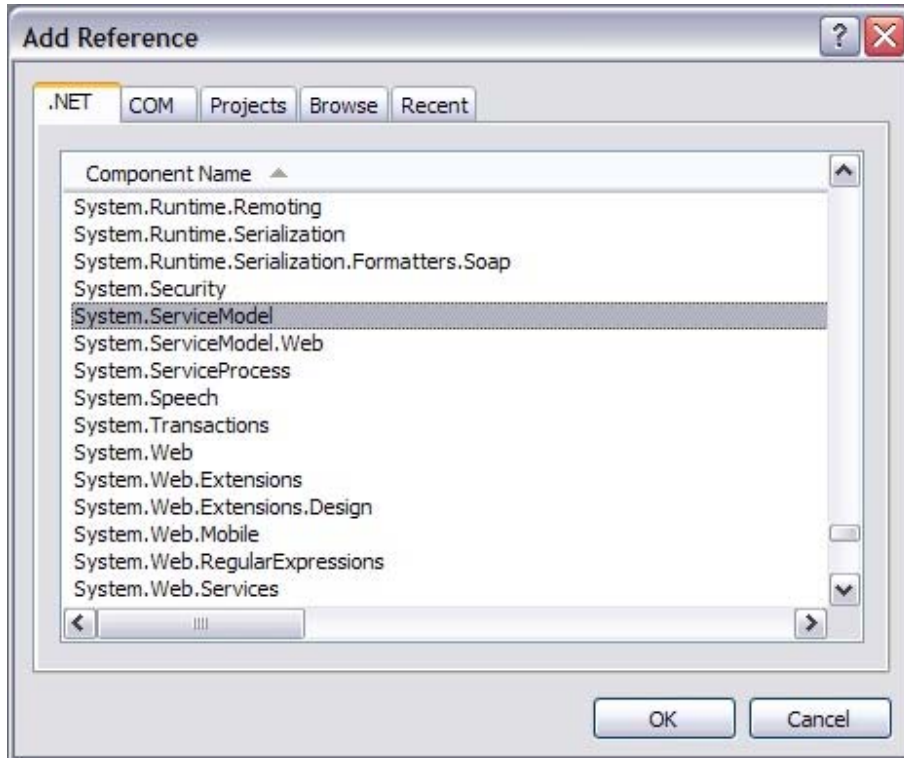 Add Reference
.NET COM Projects Browse Recent
Component Name
System.Runtime.Remoting
System.Runtime.Serialization
System.Runtime.Serialization.Formatters.Soap
System.Security
System.ServiceModel
System.ServiceModel.Web
System.ServiceProcess
System.Speech
System.Transactions
System.Web
System.Web.Extensions
System.Web.Extensions.Design
System.Web.Mobile
System.Web.RegularExpressions
System.Web.Services
OK Cancel